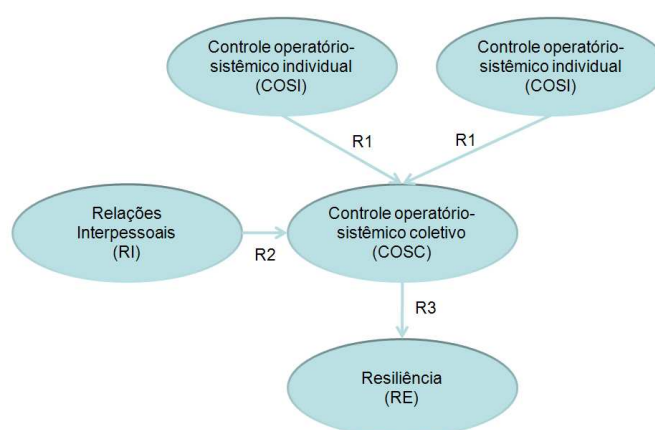 Controle operatório-
sistêmico individual
(COSI)
Controle operatório-
sistêmico individual
(COSI)
R1
R1
Relações
Interpessoais
(RI)
R2
Controle operatório-
sistêmico coletivo
(COSC)
R3
Resiliência
(RE)